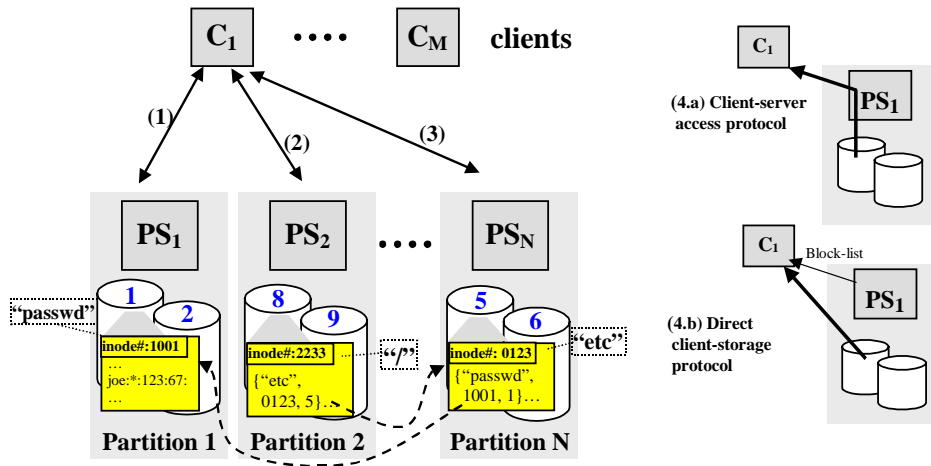 C1 •••• CM clients
(1)
(2)
(3)
PS1
PS2
••••
PSN
1
2
8
9
5
6
“passwd”
inode#:1001
…
joe:*:123:67:
…
inode#:2233
{“etc”,
0123, 5}…
“/”
inode#: 0123
{“passwd”,
1001, 1}…
“etc”
Partition 1
Partition 2
Partition N
C1
PS1
(4.a) Client-server
access protocol
C1
Block-list
PS1
(4.b) Direct
client-storage
protocol